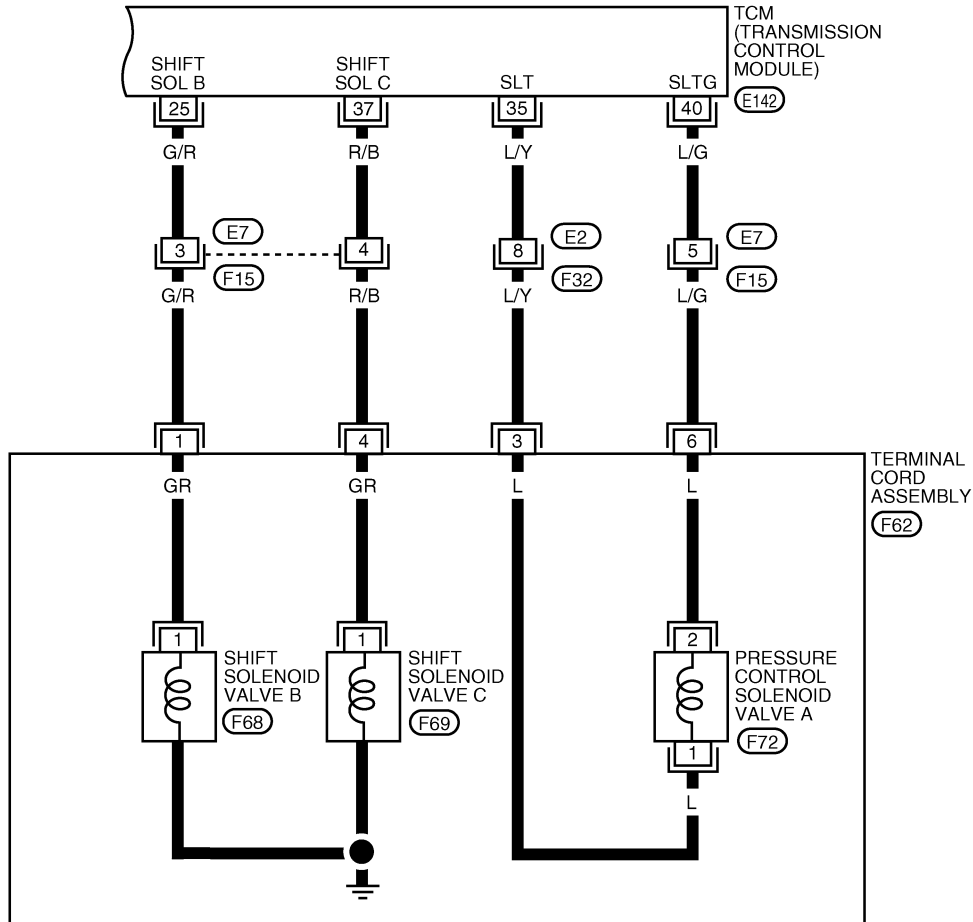 TCM
(TRANSMISSION
CONTROL
MODULE)
E142
SHIFT
SOL B
SHIFT
SOL C
SLT
SLTG
25
37
35
40
G/R
R/B
L/Y
L/G
3
E7
F15
4
8
E2
F32
5
E7
F15
G/R
R/B
L/Y
L/G
1
4
3
6
TERMINAL
CORD
ASSEMBLY
F62
GR
GR
L
L
1
SHIFT
SOLENOID
VALVE B
F68
1
SHIFT
SOLENOID
VALVE C
F69
2
PRESSURE
CONTROL
SOLENOID
VALVE A
F72
1
L